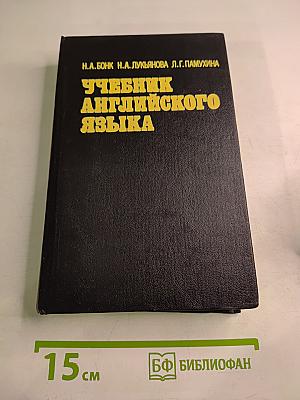 Н.А.БОНК Н.А.ЛУКЬЯНОВА Л.Г.ПАМУХИНА
УЧЕБНИК
АНГЛИЙСКОГО
ЯЗЫКА
15 см
БФ БИБЛИОФАН